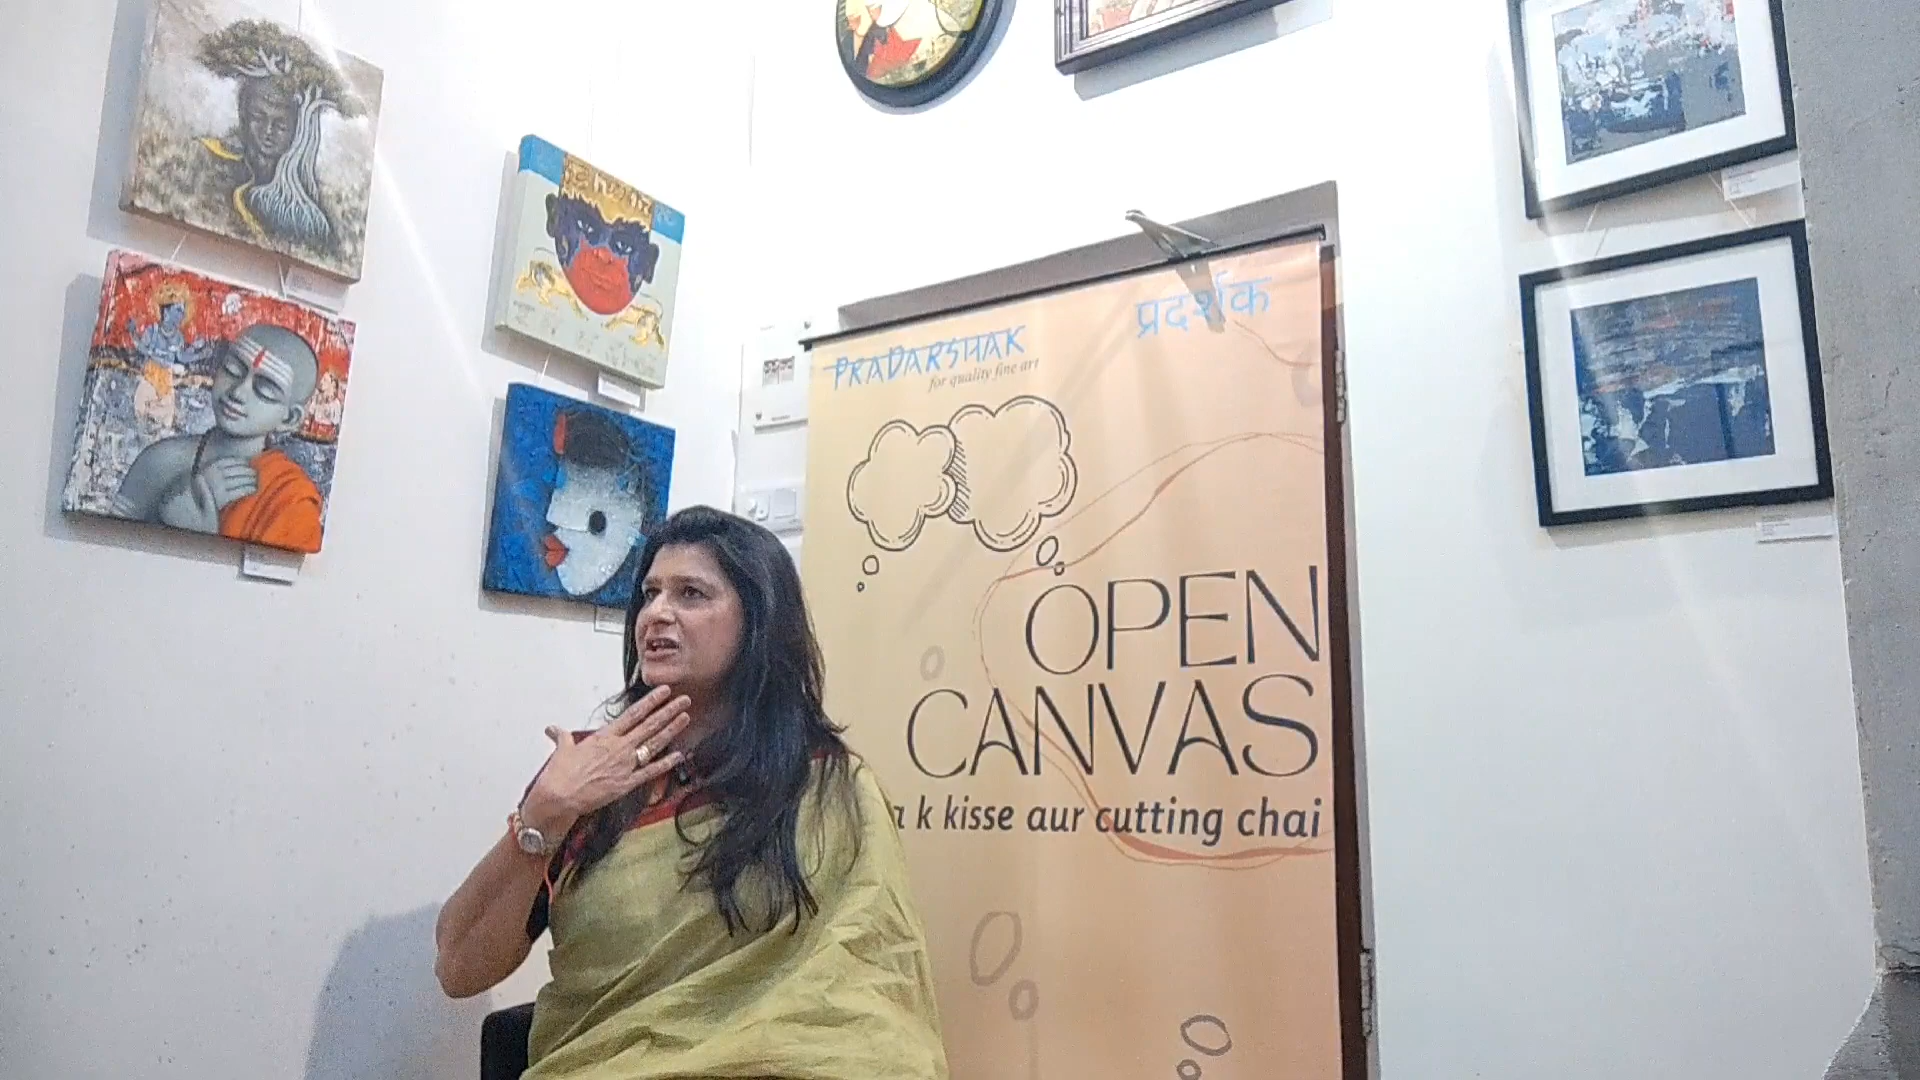 PRADARSHAK
for quality fine art
प्रदर्शक
OPEN
CANVAS
k kisse aur cutting chai